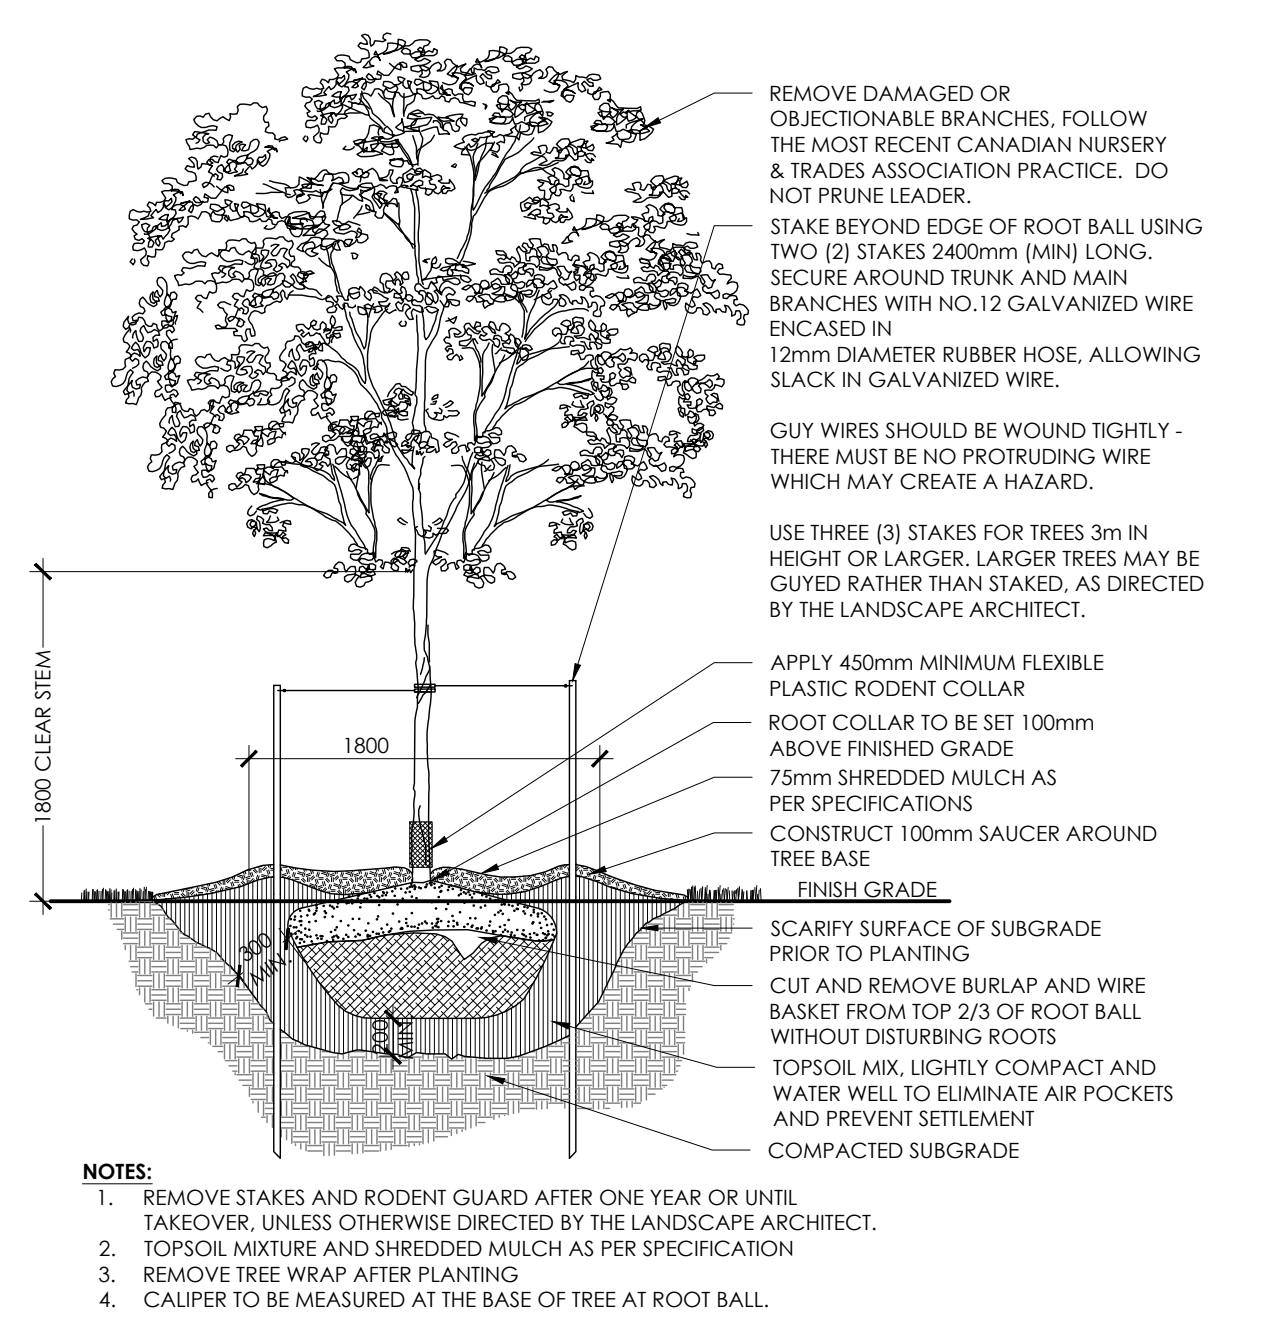 REMOVE DAMAGED OR
OBJECTIONABLE BRANCHES, FOLLOW
THE MOST RECENT CANADIAN NURSERY
& TRADES ASSOCIATION PRACTICE. DO
NOT PRUNE LEADER.
STAKE BEYOND EDGE OF ROOT BALL USING
TWO (2) STAKES 2400mm (MIN) LONG.
SECURE AROUND TRUNK AND MAIN
BRANCHES WITH NO.12 GALVANIZED WIRE
ENCASED IN
12mm DIAMETER RUBBER HOSE, ALLOWING
SLACK IN GALVANIZED WIRE.
GUY WIRES SHOULD BE WOUND TIGHTLY -
THERE MUST BE NO PROTRUDING WIRE
WHICH MAY CREATE A HAZARD.
USE THREE (3) STAKES FOR TREES 3m IN
HEIGHT OR LARGER. LARGER TREES MAY BE
GUYED RATHER THAN STAKED, AS DIRECTED
BY THE LANDSCAPE ARCHITECT.
1800 CLEAR STEM
APPLY 450mm MINIMUM FLEXIBLE
PLASTIC RODENT COLLAR
ROOT COLLAR TO BE SET 100mm
ABOVE FINISHED GRADE
1800
75mm SHREDDED MULCH AS
PER SPECIFICATIONS
CONSTRUCT 100mm SAUCER AROUND
TREE BASE
FINISH GRADE
SCARIFY SURFACE OF SUBGRADE
PRIOR TO PLANTING
300
MIN.
CUT AND REMOVE BURLAP AND WIRE
BASKET FROM TOP 2/3 OF ROOT BALL
WITHOUT DISTURBING ROOTS
200
MIN
TOPSOIL MIX, LIGHTLY COMPACT AND
WATER WELL TO ELIMINATE AIR POCKETS
AND PREVENT SETTLEMENT
COMPACTED SUBGRADE
NOTES:
1. REMOVE STAKES AND RODENT GUARD AFTER ONE YEAR OR UNTIL
TAKEOVER, UNLESS OTHERWISE DIRECTED BY THE LANDSCAPE ARCHITECT.
2. TOPSOIL MIXTURE AND SHREDDED MULCH AS PER SPECIFICATION
3. REMOVE TREE WRAP AFTER PLANTING
4. CALIPER TO BE MEASURED AT THE BASE OF TREE AT ROOT BALL.